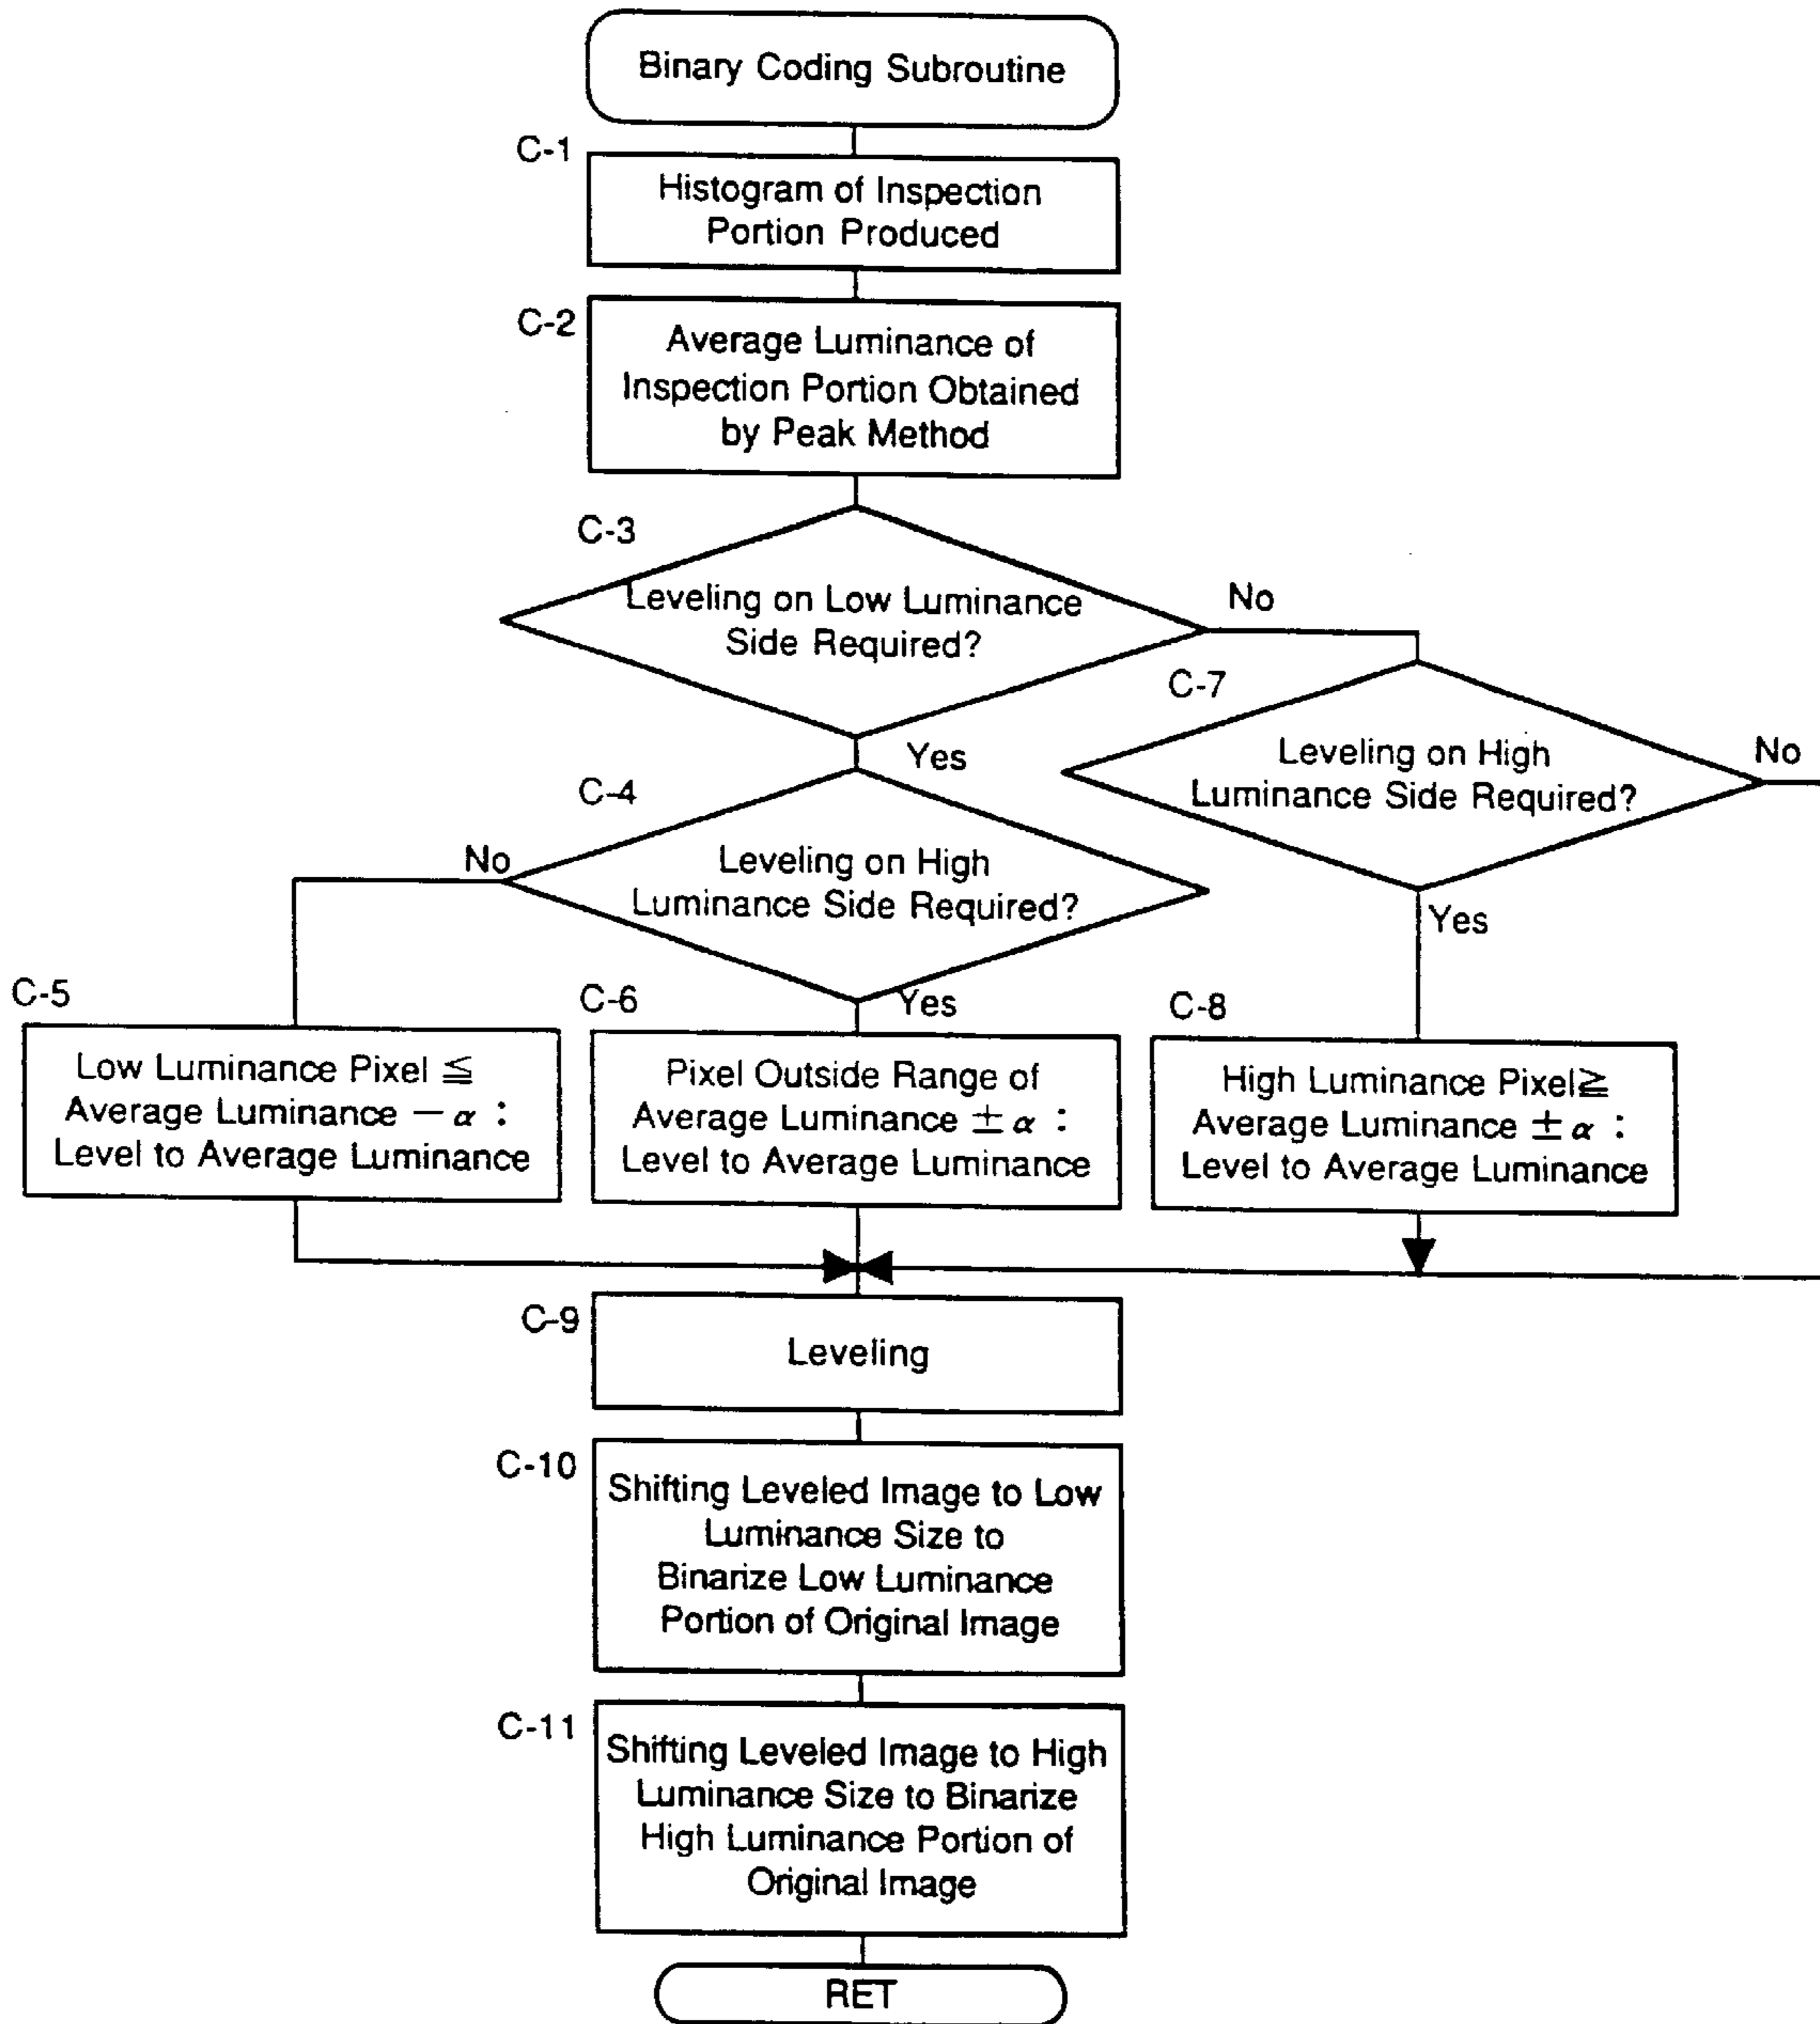 Binary Coding Subroutine
C-1
Histogram of Inspection
Portion Produced
C-2
Average Luminance of
Inspection Portion Obtained
by Peak Method
C-3
Leveling on Low Luminance
Side Required?
No
Yes
C-7
Leveling on High
Luminance Side Required?
No
Yes
C-4
Leveling on High
Luminance Side Required?
No
Yes
C-5
Low Luminance Pixel ≦
Average Luminance − α :
Level to Average Luminance
C-6
Pixel Outside Range of
Average Luminance ± α :
Level to Average Luminance
C-8
High Luminance Pixel≧
Average Luminance ± α :
Level to Average Luminance
C-9
Leveling
C-10
Shifting Leveled Image to Low
Luminance Size to
Binarize Low Luminance
Portion of Original Image
C-11
Shifting Leveled Image to High
Luminance Size to Binarize
High Luminance Portion of
Original Image
RET